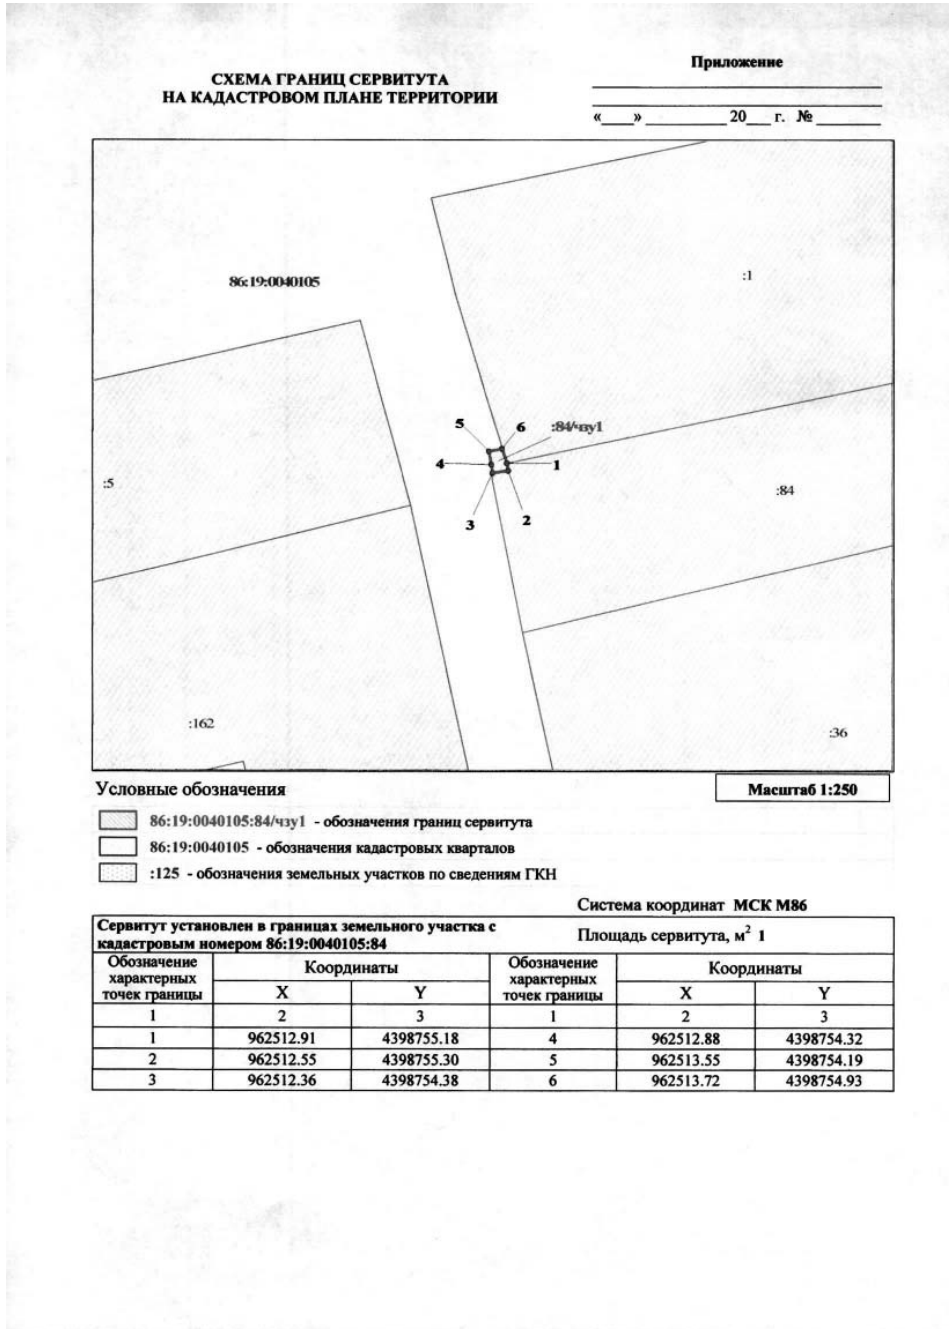 Приложение
СХЕМА ГРАНИЦ СЕРВИТУТА
НА КАДАСТРОВОМ ПЛАНЕ ТЕРРИТОРИИ
«___» __________ 20___ г. № ________
:1
86:19:0040105
5
6
:84/чзу1
4
1
:5
:84
3
2
:162
:36
Условные обозначения
Масштаб 1:250
86:19:0040105:84/чзу1 - обозначения границ сервитута
86:19:0040105 - обозначения кадастровых кварталов
:125 - обозначения земельных участков по сведениям ГКН
Система координат МСК М86
Сервитут установлен в границах земельного участка с
кадастровым номером 86:19:0040105:84
Площадь сервитута, м² 1
Обозначение
характерных
точек границы
Координаты
Обозначение
характерных
точек границы
Координаты
X Y X Y
1 2 3 1 2 3
1 962512.91 4398755.18 4 962512.88 4398754.32
2 962512.55 4398755.30 5 962513.55 4398754.19
3 962512.36 4398754.38 6 962513.72 4398754.93